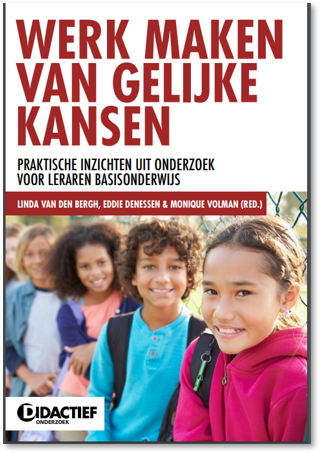 WERK MAKEN
VAN GELIJKE
KANSEN
PRAKTISCHE INZICHTEN UIT ONDERZOEK
VOOR LERAREN BASISONDERWIJS
LINDA VAN DEN BERGH, EDDIE DENESSEN & MONIQUE VOLMAN (RED.)
DIDACTIEF
ONDERZOEK